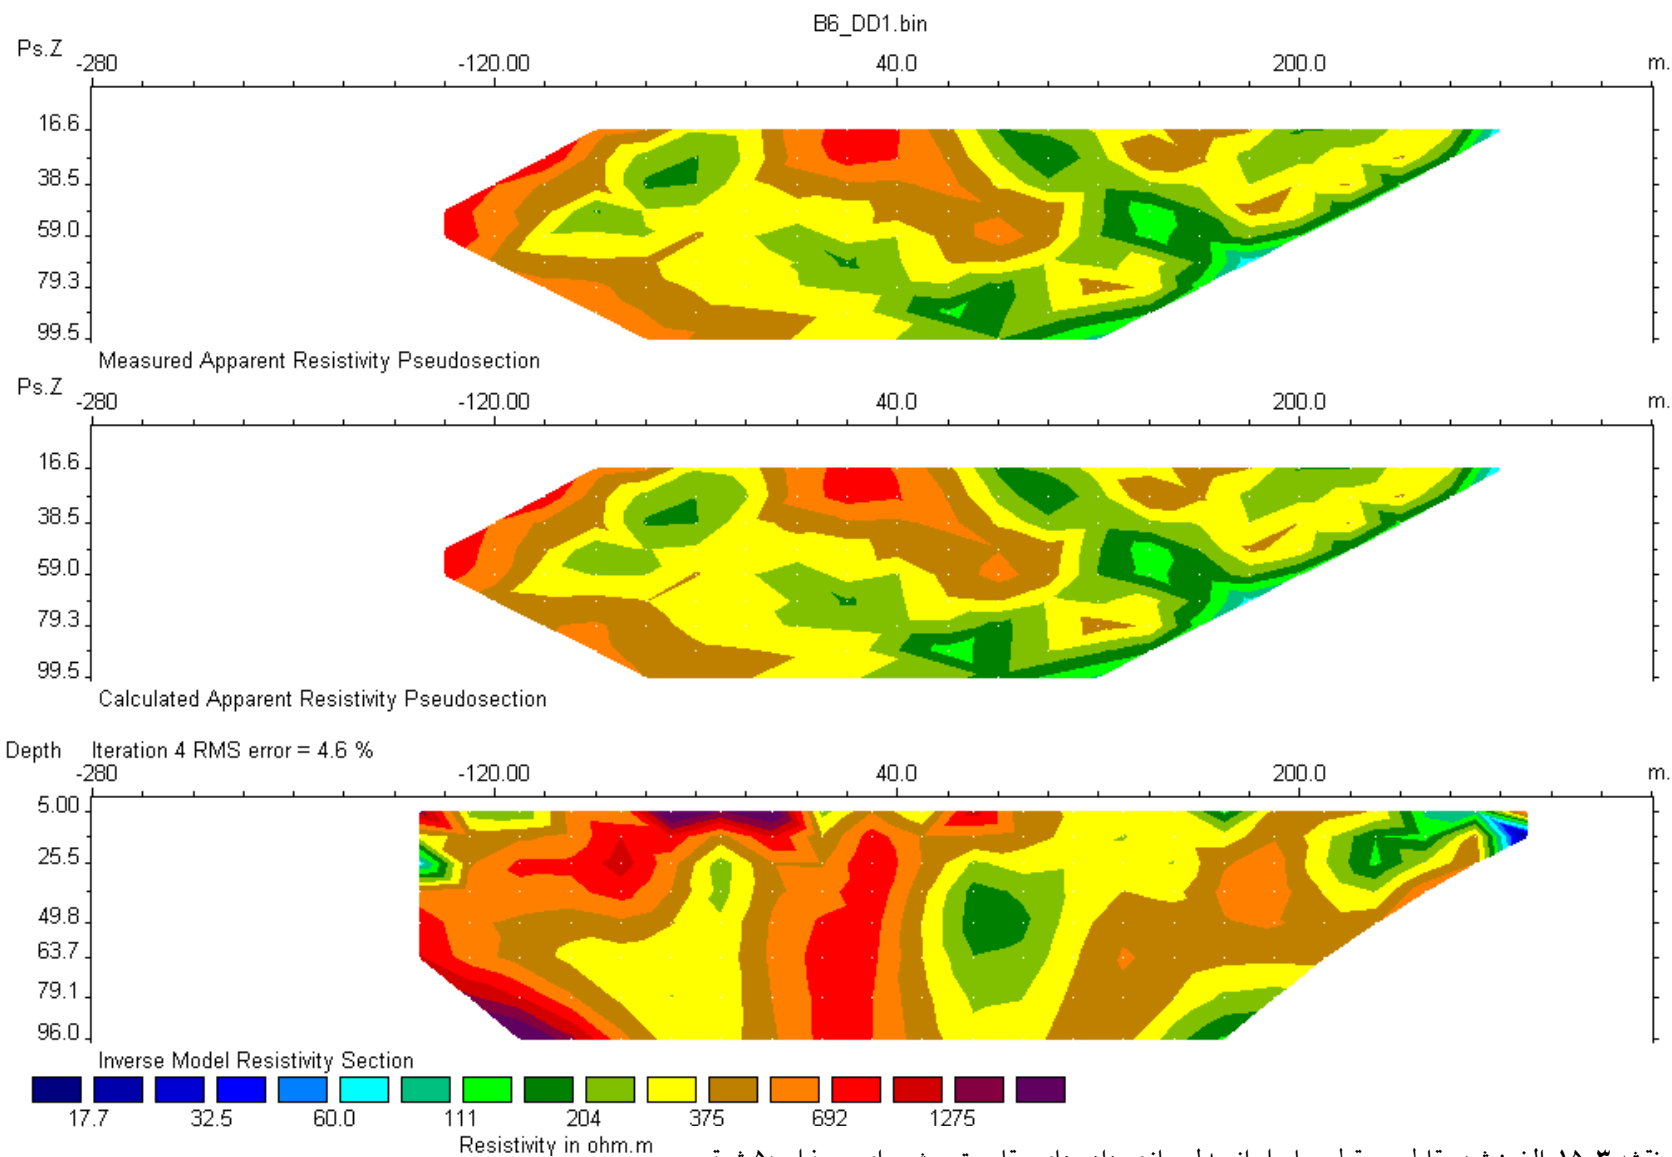 B6_DD1.bin
Ps.Z
-280 -120.00 40.0 200.0 m.
16.6
38.5
59.0
79.3
99.5
Measured Apparent Resistivity Pseudosection
Ps.Z
-280 -120.00 40.0 200.0 m.
16.6
38.5
59.0
79.3
99.5
Calculated Apparent Resistivity Pseudosection
Depth Iteration 4 RMS error = 4.6 %
-280 -120.00 40.0 200.0 m.
5.00
25.5
49.8
63.7
79.1
96.0
Inverse Model Resistivity Section
17.7 32.5 60.0 111 204 375 692 1275
Resistivity in ohm.m